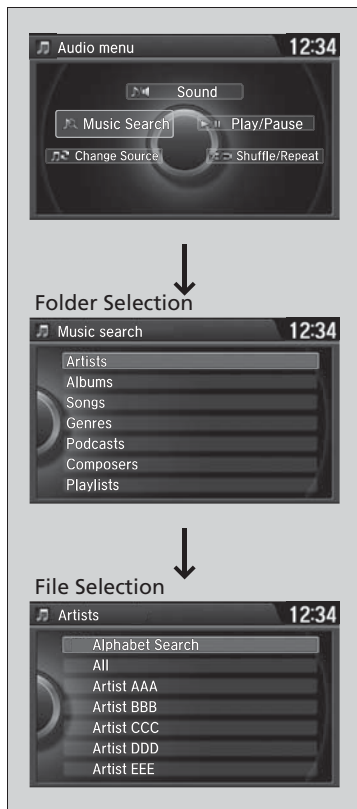 Audio menu 12:34
Sound
Music Search Play/Pause
Change Source Shuffle/Repeat
Folder Selection
Music search 12:34
Artists
Albums
Songs
Genres
Podcasts
Composers
Playlists
File Selection
Artists 12:34
Alphabet Search
All
Artist AAA
Artist BBB
Artist CCC
Artist DDD
Artist EEE